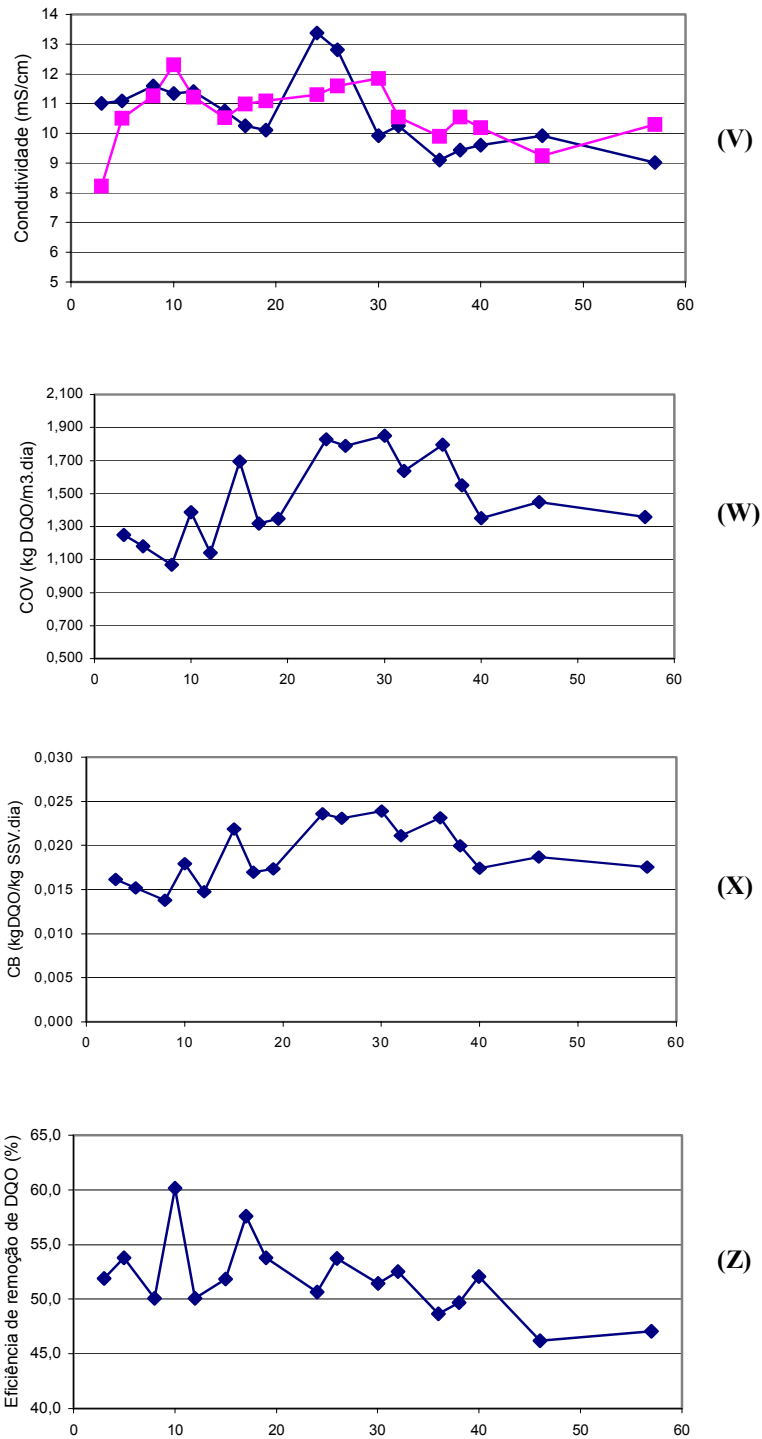 14
13
12
11
10
9
8
7
6
5
Condutividade (mS/cm)
0 10 20 30 40 50 60
(V)
2,100
1,900
1,700
1,500
1,300
1,100
0,900
0,700
0,500
COV (kg DQO/m3.dia)
0 10 20 30 40 50 60
(W)
0,030
0,025
0,020
0,015
0,010
0,005
0,000
CB (kgDQO/kg SSV.dia)
0 10 20 30 40 50 60
(X)
65,0
60,0
55,0
50,0
45,0
40,0
Eficiência de remoção de DQO (%)
0 10 20 30 40 50 60
(Z)